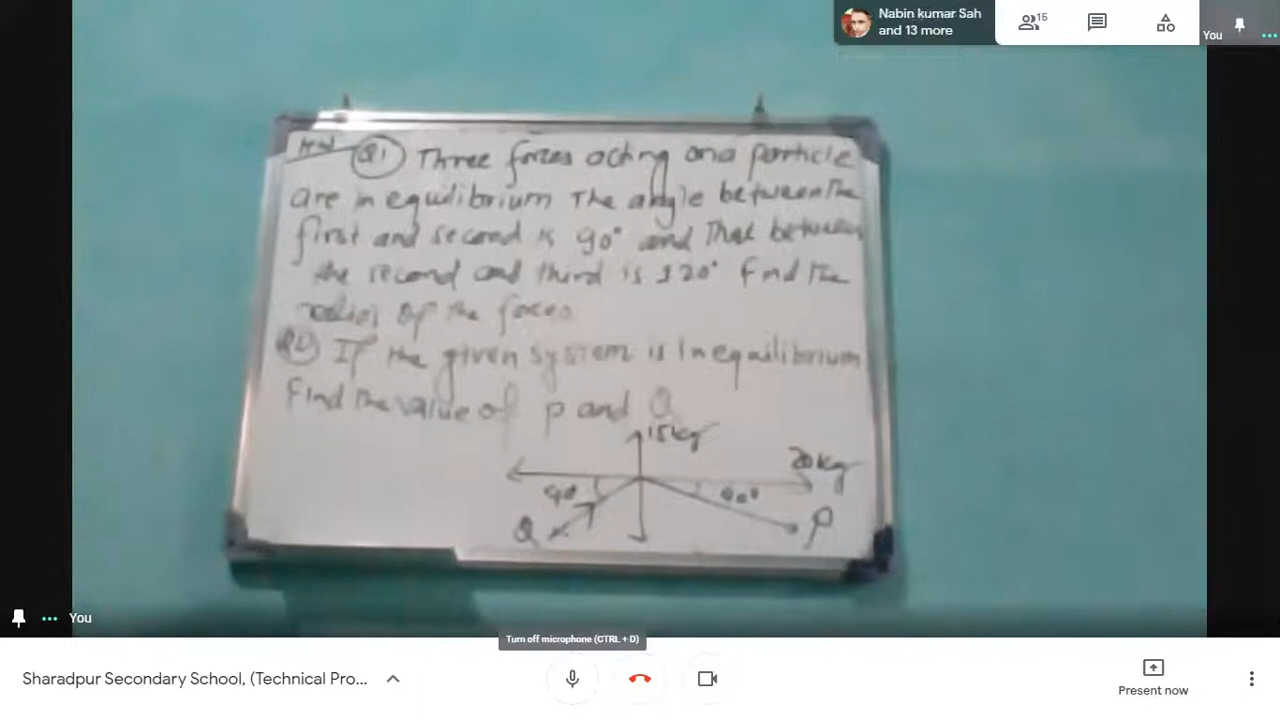 Nabin kumar Sah
and 13 more
15
You
Q1 Three forces acting on a particle
are in equilibrium The angle between the
first and second is 90° and That between
the second and third is 120° find the
of the forces
If the given system is in equilibrium
Find the value of p and Q
15kg
20kg
Q
P
You
Turn off microphone (CTRL + D)
Sharadpur Secondary School, (Technical Pro...
Present now